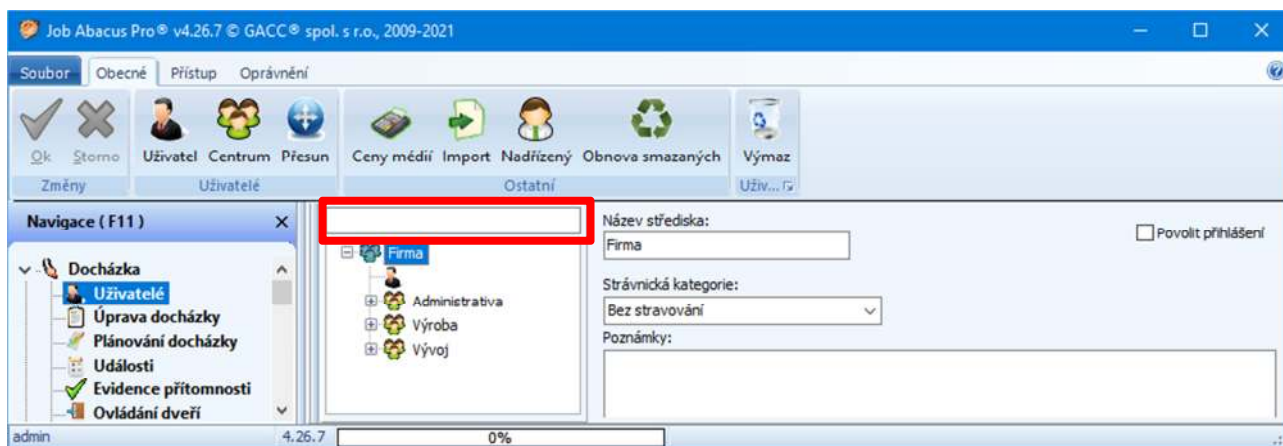 Job Abacus Pro® v4.26.7 © GACC® spol. s r.o., 2009-2021
Soubor Obecné Přístup Oprávnění
Ok Storno Uživatel Centrum Přesun Ceny médií Import Nadřízený Obnova smazaných Výmaz
Změny Uživatelé Ostatní Uživ...
Navigace ( F11 )
Docházka
Uživatelé
Úprava docházky
Plánování docházky
Události
Evidence přítomnosti
Ovládání dveří
Firma
Administrativa
Výroba
Vývoj
Název střediska:
Firma
Povolit přihlášení
Strávnická kategorie:
Bez stravování
Poznámky:
admin 4.26.7 0%